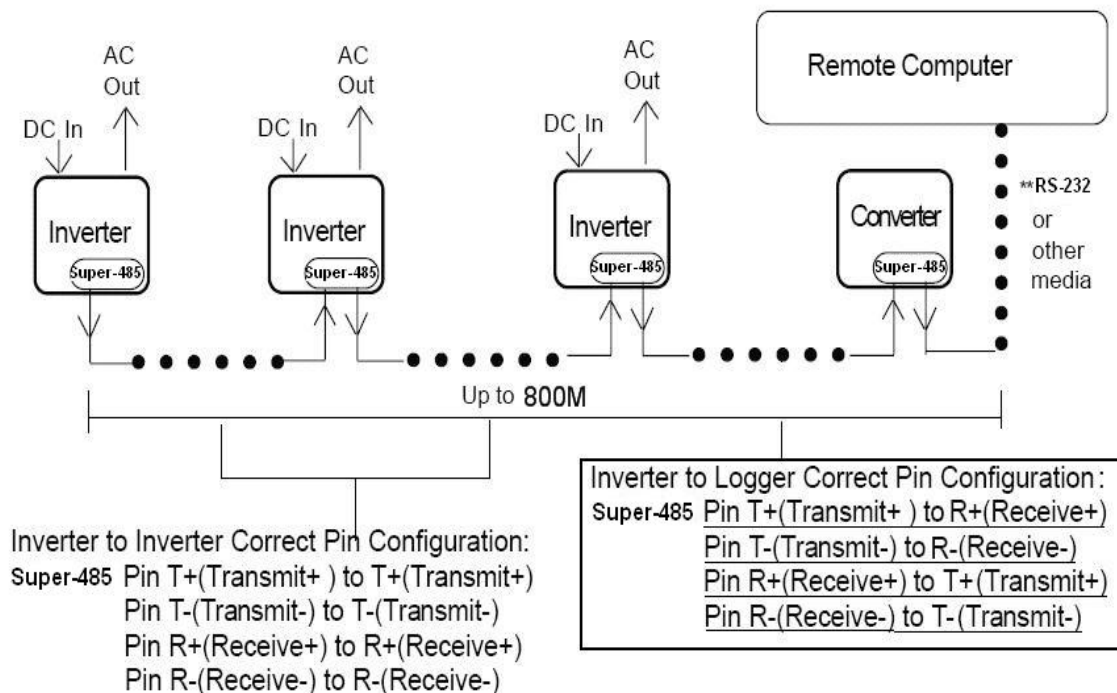 AC
Out
AC
Out
AC
Out
Remote Computer
DC In
DC In
DC In
**RS-232
or
other
media
Inverter
Inverter
Inverter
Converter
Super-485
Super-485
Super-485
Super-485
Up to 800M
Inverter to Inverter Correct Pin Configuration:
Super-485 Pin T+(Transmit+ ) to T+(Transmit+)
Pin T-(Transmit-) to T-(Transmit-)
Pin R+(Receive+) to R+(Receive+)
Pin R-(Receive-) to R-(Receive-)
Inverter to Logger Correct Pin Configuration :
Super-485 Pin T+(Transmit+ ) to R+(Receive+)
Pin T-(Transmit-) to R-(Receive-)
Pin R+(Receive+) to T+(Transmit+)
Pin R-(Receive-) to T-(Transmit-)